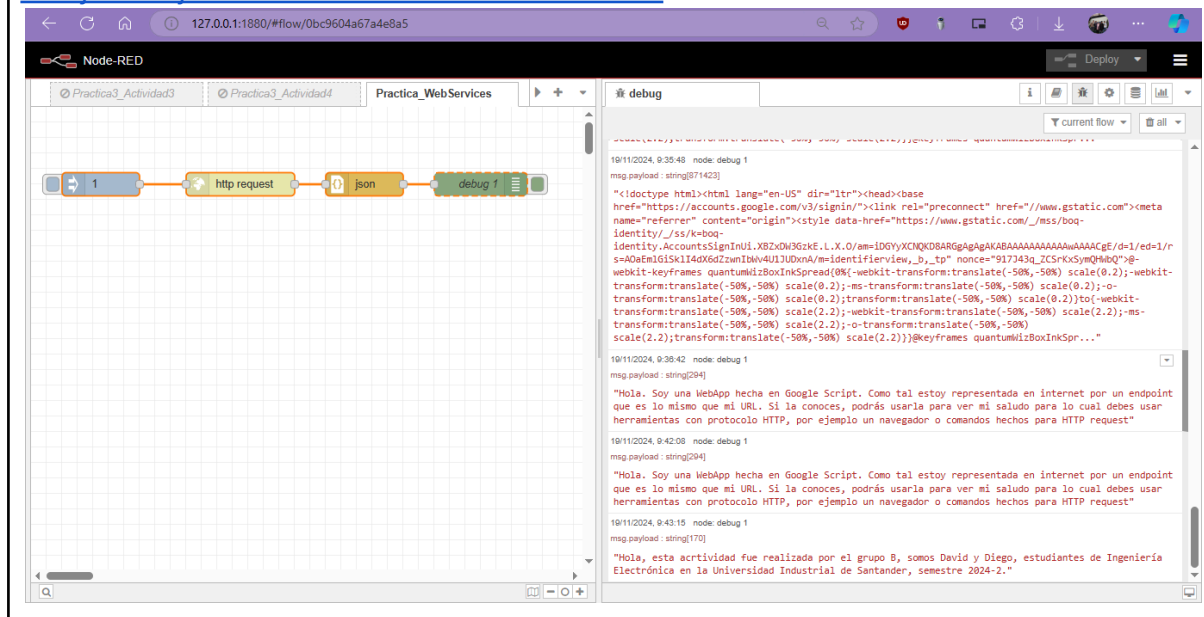 127.0.0.1:1880/#flow/0bc9604a67a4e8a5
Node-RED
Deploy
Practica3_Actividad3
Practica3_Actividad4
Practica_WebServices
debug
current flow
all
1
http request
json
debug 1
19/11/2024, 9:35:48 node: debug 1
msg.payload : string[871423]
"<!doctype html><html lang="en-US" dir="ltr"><head><base
href="https://accounts.google.com/v3/signin/"><link rel="preconnect" href="//www.gstatic.com"><meta
name="referrer" content="origin"><style data-href="https://www.gstatic.com/_/mss/boq-
identity/_/ss/k=boq-
webkit-keyframes quantumWizBoxInkSpread{0%{-webkit-transform:translate(-50%,-50%) scale(0.2);-webkit-
transform:translate(-50%,-50%) scale(0.2);-ms-transform:translate(-50%,-50%) scale(0.2);-o-
transform:translate(-50%,-50%) scale(0.2);transform:translate(-50%,-50%) scale(0.2)}to{-webkit-
transform:translate(-50%,-50%) scale(2.2);-webkit-transform:translate(-50%,-50%) scale(2.2);-ms-
transform:translate(-50%,-50%) scale(2.2);-o-transform:translate(-50%,-50%)
scale(2.2);transform:translate(-50%,-50%) scale(2.2)}}@keyframes quantumWizBoxInkSpr..."
19/11/2024, 9:36:42 node: debug 1
msg.payload : string[294]
"Hola. Soy una WebApp hecha en Google Script. Como tal estoy representada en internet por un endpoint
que es lo mismo que mi URL. Si la conoces, podrás usarla para ver mi saludo para lo cual debes usar
herramientas con protocolo HTTP, por ejemplo un navegador o comandos hechos para HTTP request"
19/11/2024, 9:42:08 node: debug 1
msg.payload : string[294]
"Hola. Soy una WebApp hecha en Google Script. Como tal estoy representada en internet por un endpoint
que es lo mismo que mi URL. Si la conoces, podrás usarla para ver mi saludo para lo cual debes usar
herramientas con protocolo HTTP, por ejemplo un navegador o comandos hechos para HTTP request"
19/11/2024, 9:43:15 node: debug 1
msg.payload : string[170]
"Hola, esta acrtividad fue realizada por el grupo B, somos David y Diego, estudiantes de Ingeniería
Electrónica en la Universidad Industrial de Santander, semestre 2024-2."